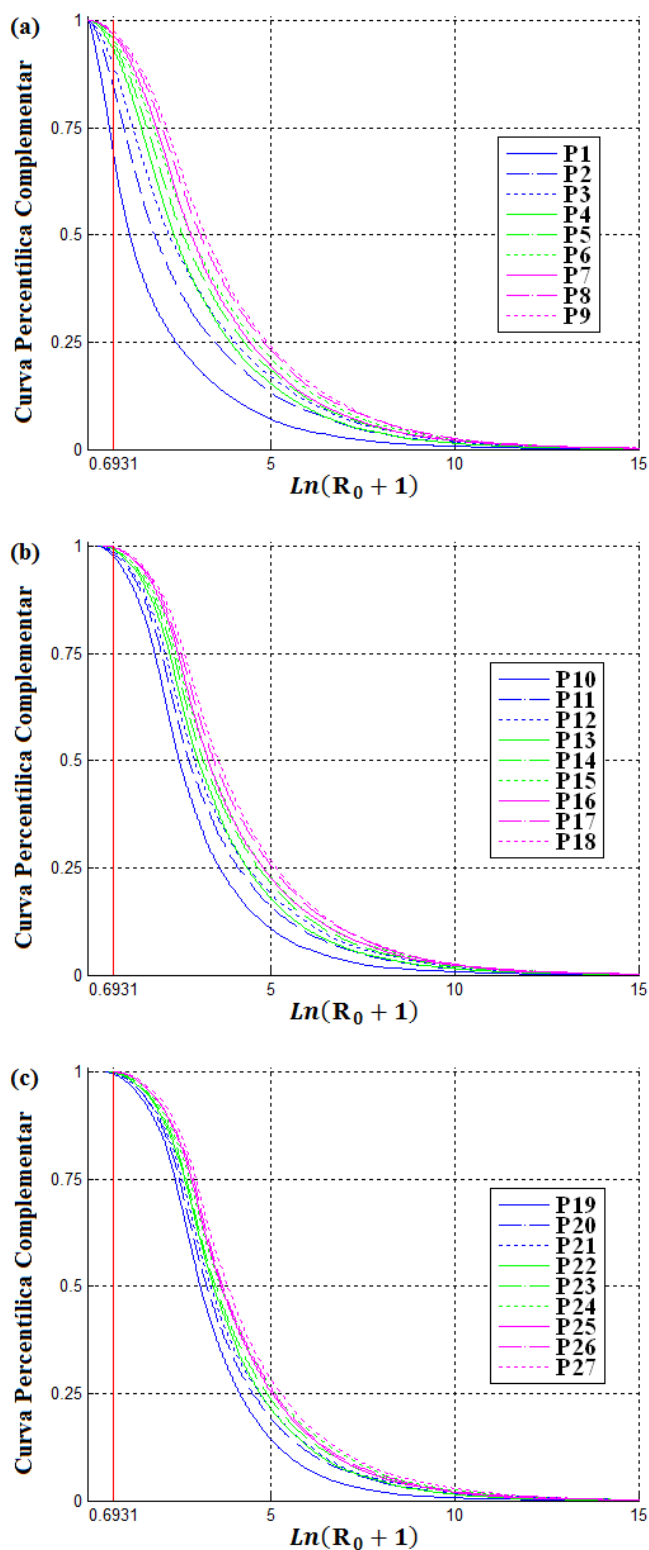 (a)
Curva Percentílica Complementar
1
0.75
0.5
0.25
0
0.6931
5
10
15
Ln(R₀ + 1)
P1
P2
P3
P4
P5
P6
P7
P8
P9
(b)
Curva Percentílica Complementar
1
0.75
0.5
0.25
0
0.6931
5
10
15
Ln(R₀ + 1)
P10
P11
P12
P13
P14
P15
P16
P17
P18
(c)
Curva Percentílica Complementar
1
0.75
0.5
0.25
0
0.6931
5
10
15
Ln(R₀ + 1)
P19
P20
P21
P22
P23
P24
P25
P26
P27